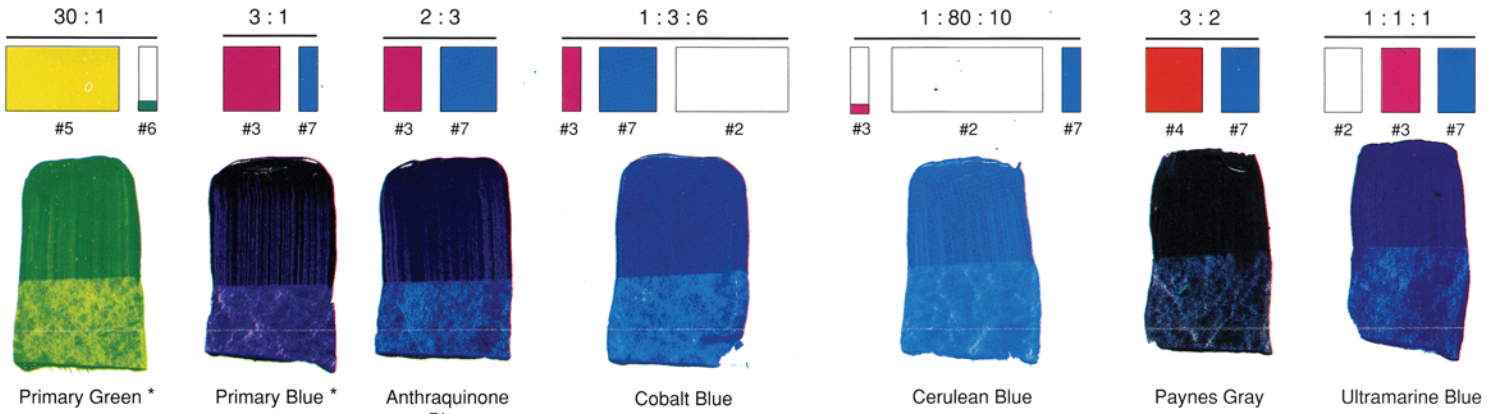 30 : 1
3 : 1
2 : 3
1 : 3 : 6
1 : 80 : 10
3 : 2
1 : 1 : 1
#5 #6
#3 #7
#3 #7
#3 #7 #2
#3 #2 #7
#4 #7
#2 #3 #7
Primary Green *
Primary Blue *
Anthraquinone
Cobalt Blue
Cerulean Blue
Paynes Gray
Ultramarine Blue